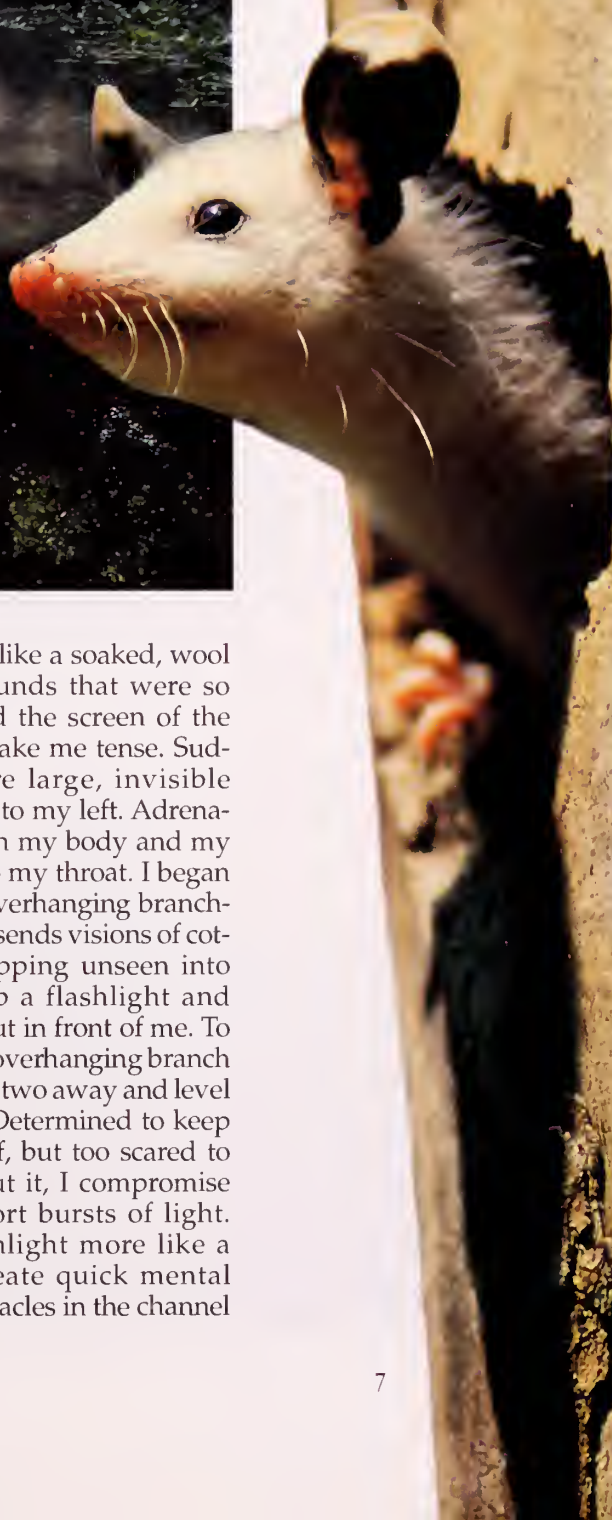 like a soaked, wool
unds that were so
d the screen of the
ake me tense. Sud-
re large, invisible
to my left. Adrena-
n my body and my
my throat. I began
verhanging branch-
sends visions of cot-
pping unseen into
p a flashlight and
ut in front of me. To
overhanging branch
two away and level
Determined to keep
f, but too scared to
ut it, I compromise
ort bursts of light.
hlight more like a
eate quick mental
acles in the channel
7